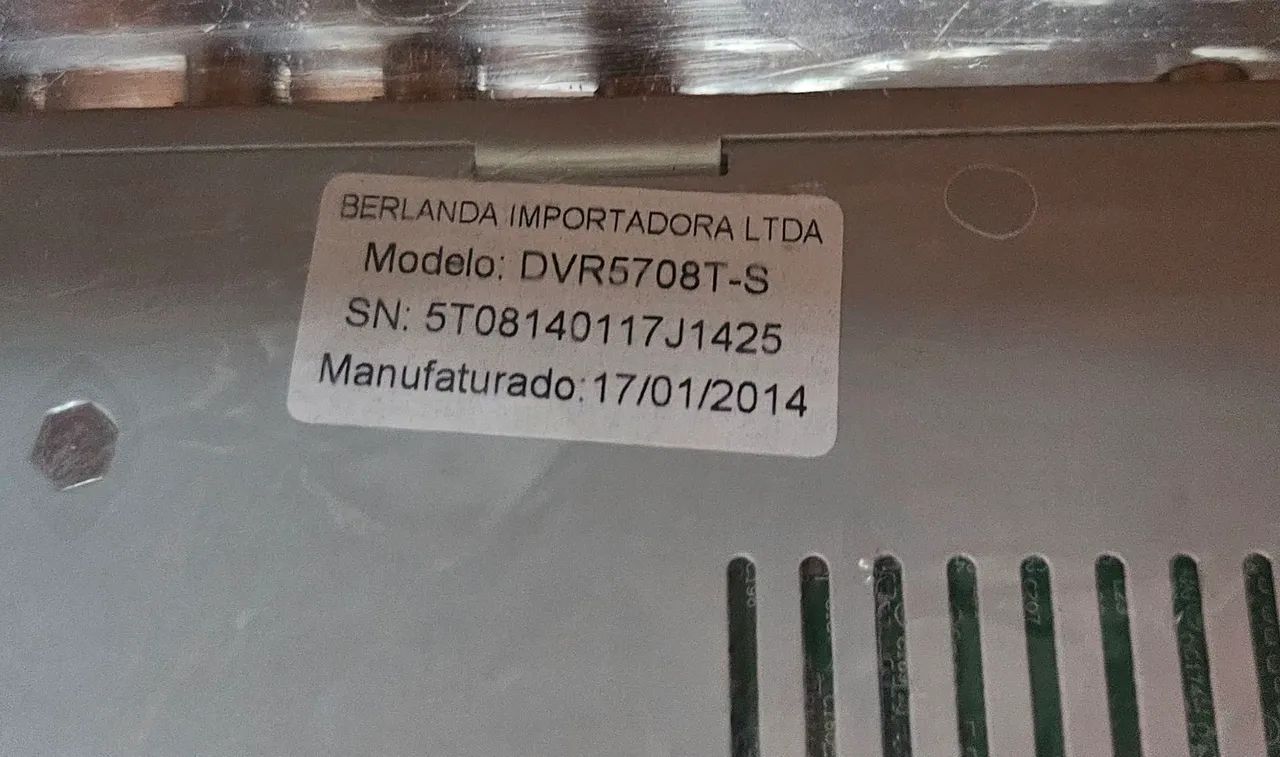 BERLANDA IMPORTADORA LTDA
Modelo: DVR5708T-S
SN: 5T08140117J1425
Manufaturado: 17/01/2014